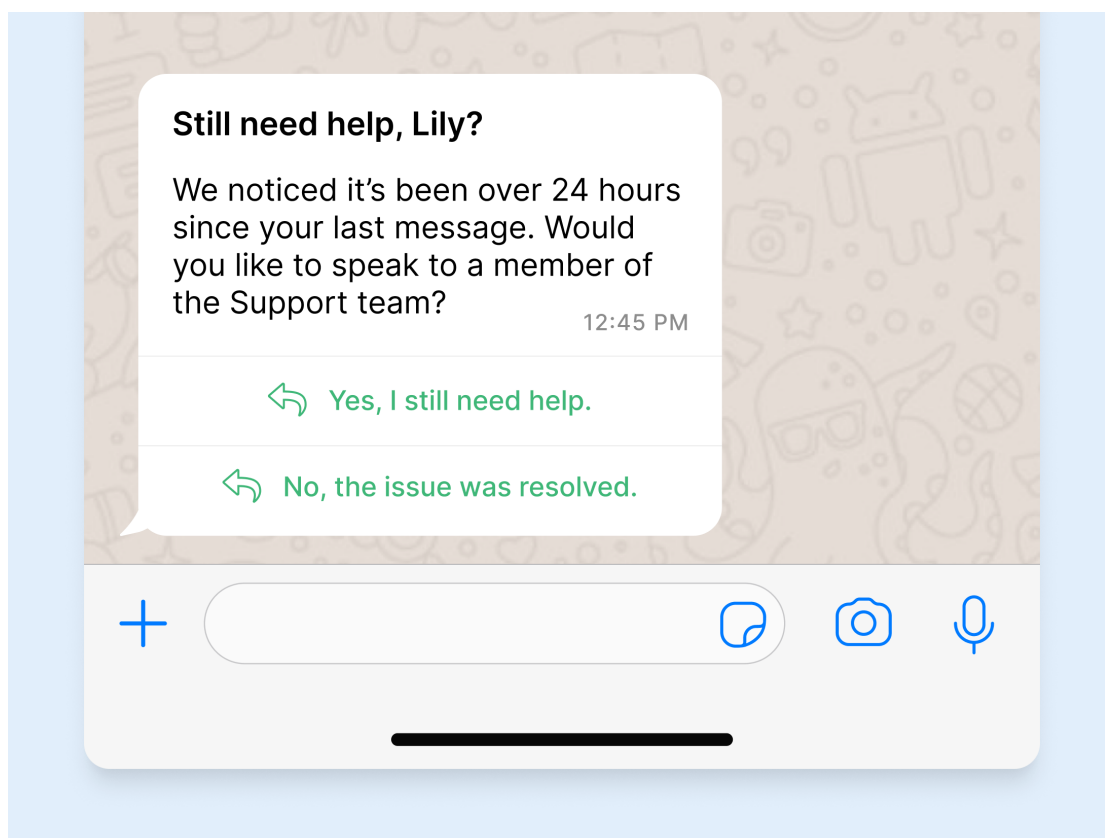 Still need help, Lily?
We noticed it’s been over 24 hours
since your last message. Would
you like to speak to a member of
the Support team?
12:45 PM
Yes, I still need help.
No, the issue was resolved.